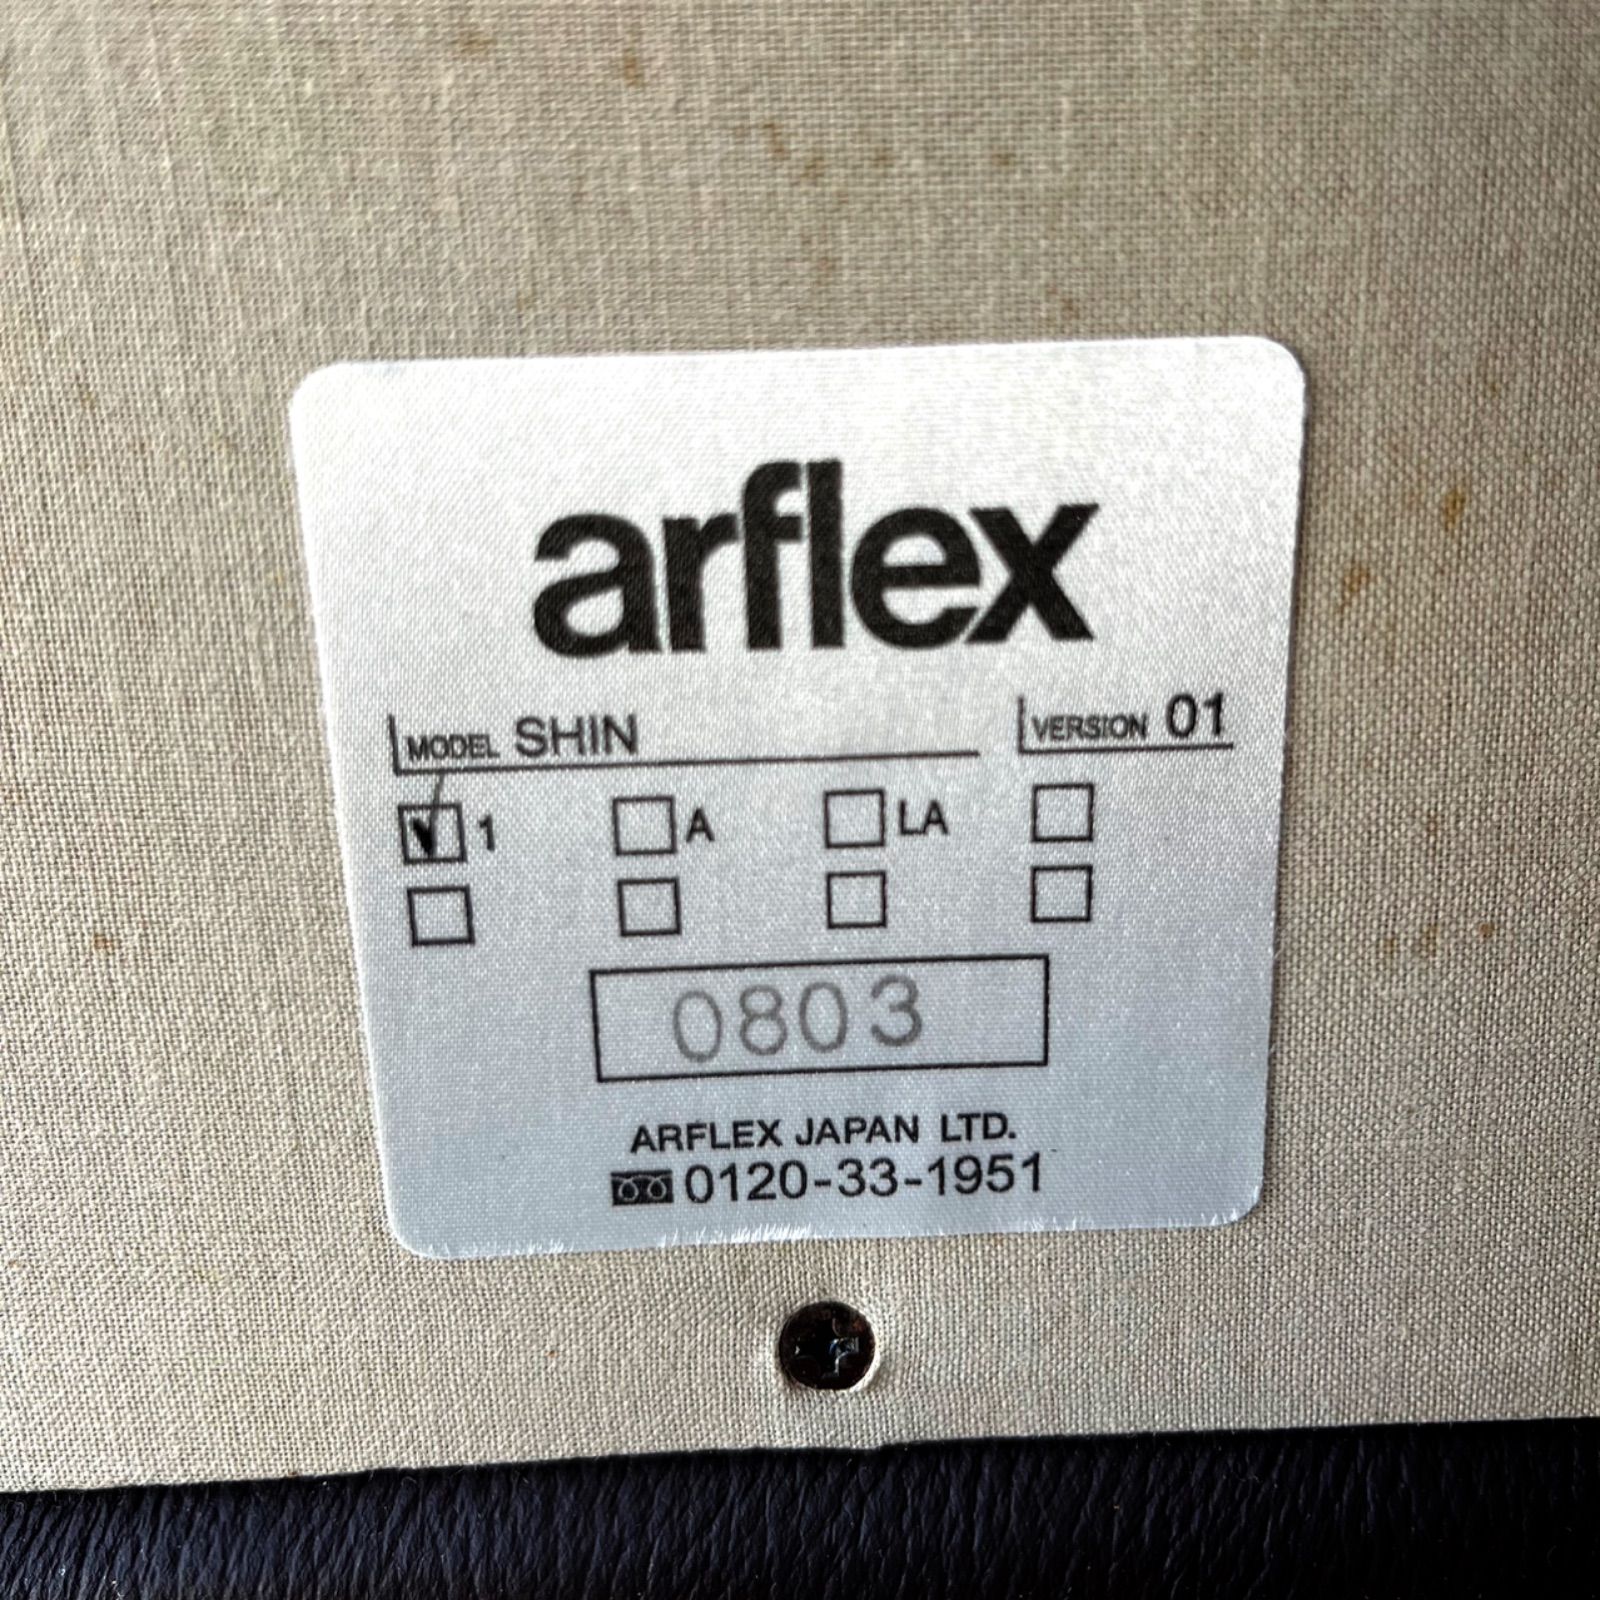 arflex
MODEL SHIN VERSION 01
1 A LA
0803
ARFLEX JAPAN LTD.
0120-33-1951